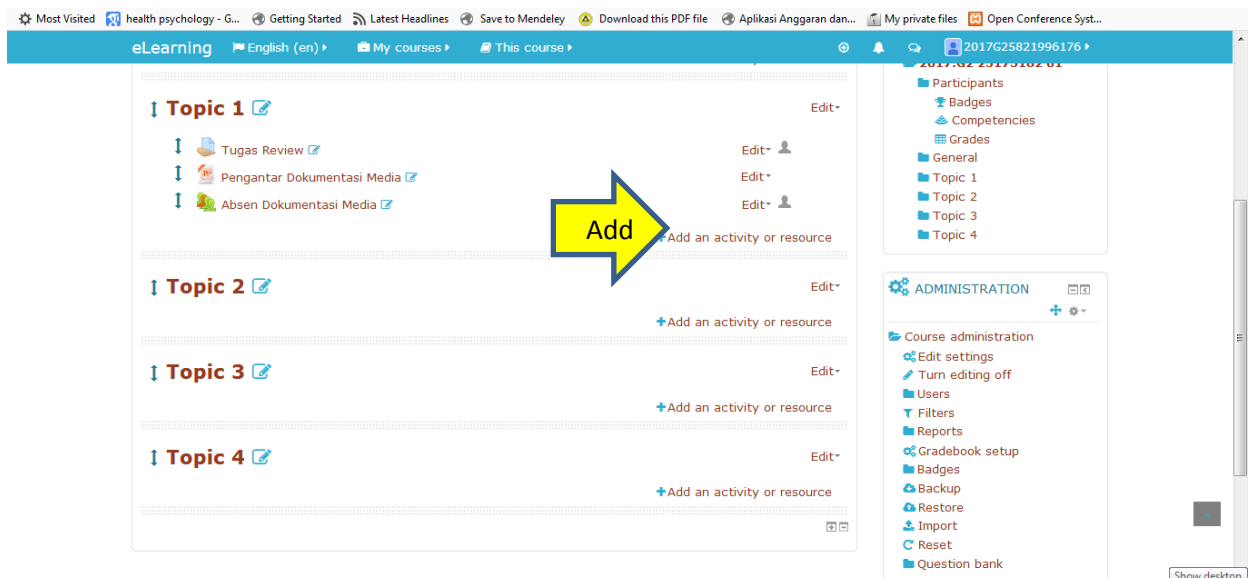 Most Visited health psychology - G... Getting Started Latest Headlines Save to Mendeley Download this PDF file Aplikasi Anggaran dan... My private files Open Conference Syst...
eLearning English (en) My courses This course 2017G25821996176
Topic 1 Edit
Tugas Review Edit
Pengantar Dokumentasi Media Edit
Absen Dokumentasi Media Edit
Add
+Add an activity or resource
Topic 2 Edit
+Add an activity or resource
Topic 3 Edit
+Add an activity or resource
Topic 4 Edit
+Add an activity or resource
Participants
Badges
Competencies
Grades
General
Topic 1
Topic 2
Topic 3
Topic 4
ADMINISTRATION
Course administration
Edit settings
Turn editing off
Users
Filters
Reports
Gradebook setup
Badges
Backup
Restore
Import
Reset
Question bank
Show desktop